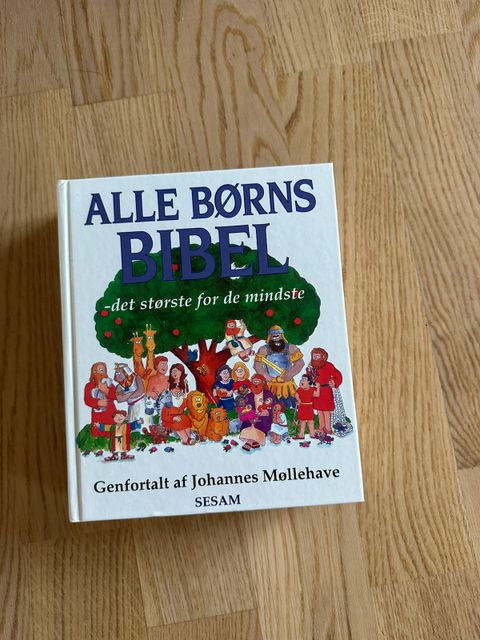 ALLE BØRNS
BIBEL
-det største for de mindste
Genfortalt af Johannes Møllehave
SESAM